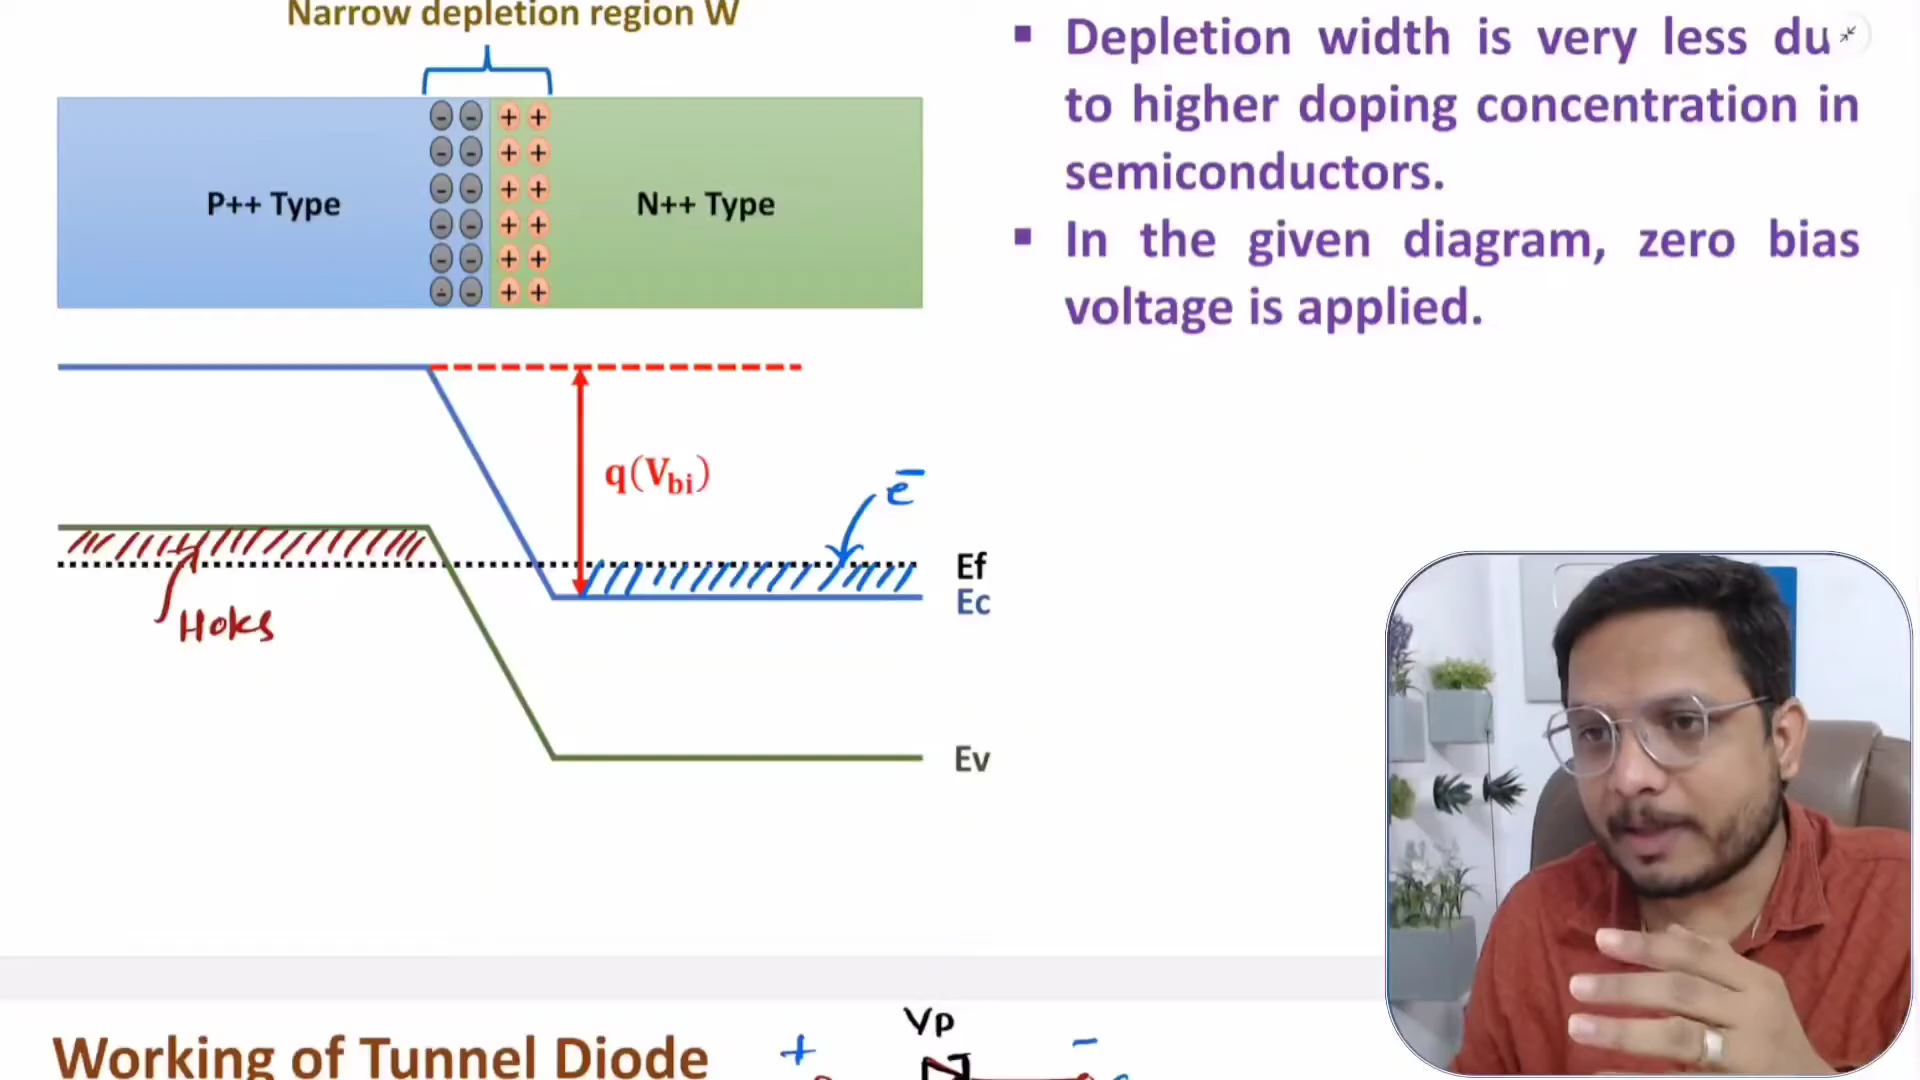 Narrow depletion region W
P++ Type
N++ Type
▪ Depletion width is very less du
to higher doping concentration in
semiconductors.
▪ In the given diagram, zero bias
voltage is applied.
q(Vbi)
e-
Ef
Ec
Holes
Ev
Working of Tunnel Diode
Vp
+
-